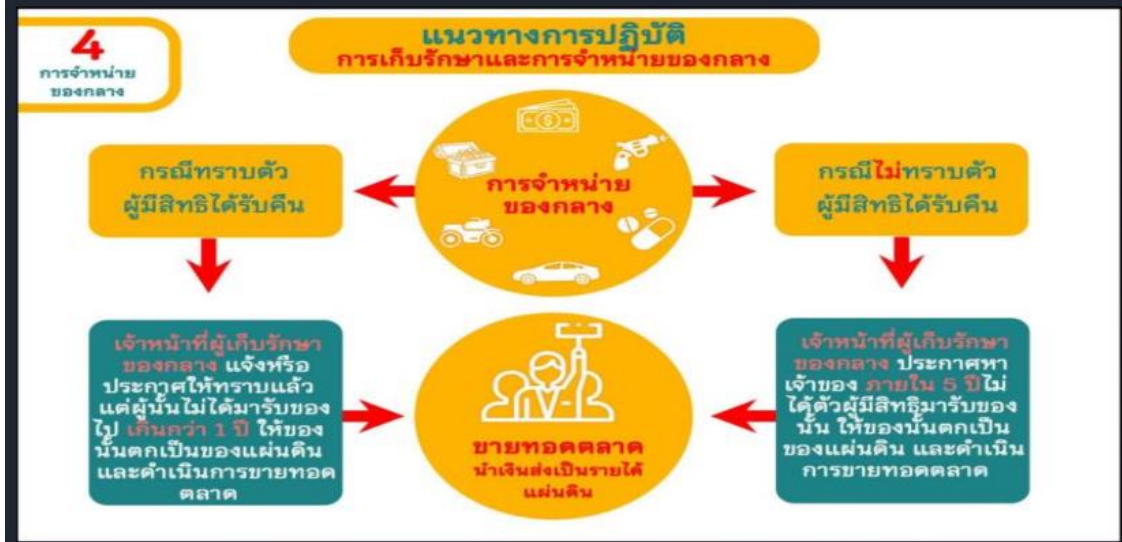 4
การจำหน่าย
ของกลาง
แนวทางการปฏิบัติ
การเก็บรักษาและการจำหน่ายของกลาง
การจำหน่าย
ของกลาง
กรณีทราบตัว
ผู้มีสิทธิได้รับคืน
กรณีไม่ทราบตัว
ผู้มีสิทธิได้รับคืน
เจ้าหน้าที่ผู้เก็บรักษา
ของกลาง แจ้งหรือ
ประกาศให้ทราบแล้ว
แต่ผู้นั้นไม่ได้มารับของ
ไป เกินกว่า 1 ปี ให้ของ
นั้นตกเป็นของแผ่นดิน
และดำเนินการขายทอด
ตลาด
ขายทอดตลาด
นำเงินส่งเป็นรายได้
แผ่นดิน
เจ้าหน้าที่ผู้เก็บรักษา
ของกลาง ประกาศหา
เจ้าของ ภายใน 5 ปีไม่
ได้ตัวผู้มีสิทธิมารับของ
นั้น ให้ของนั้นตกเป็น
ของแผ่นดิน และดำเนิน
การขายทอดตลาด